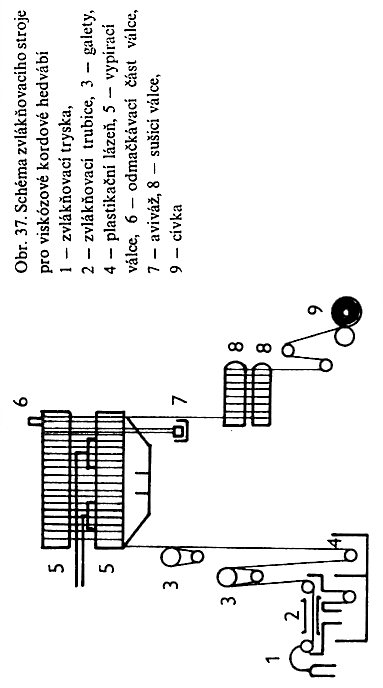 Obr. 37. Schéma zvlákňovacího stroje
pro viskózové kordové hedvábí
1 — zvlákňovací tryska,
2 — zvlákňovací trubice, 3 — galety,
4 — plastikační lázeň, 5 — vypírací
válce, 6 — odmačkávací část válce,
7 — aviváž, 8 — sušicí válce,
9 — cívka
6
5
5
7
8
8
9
3
3
4
2
1